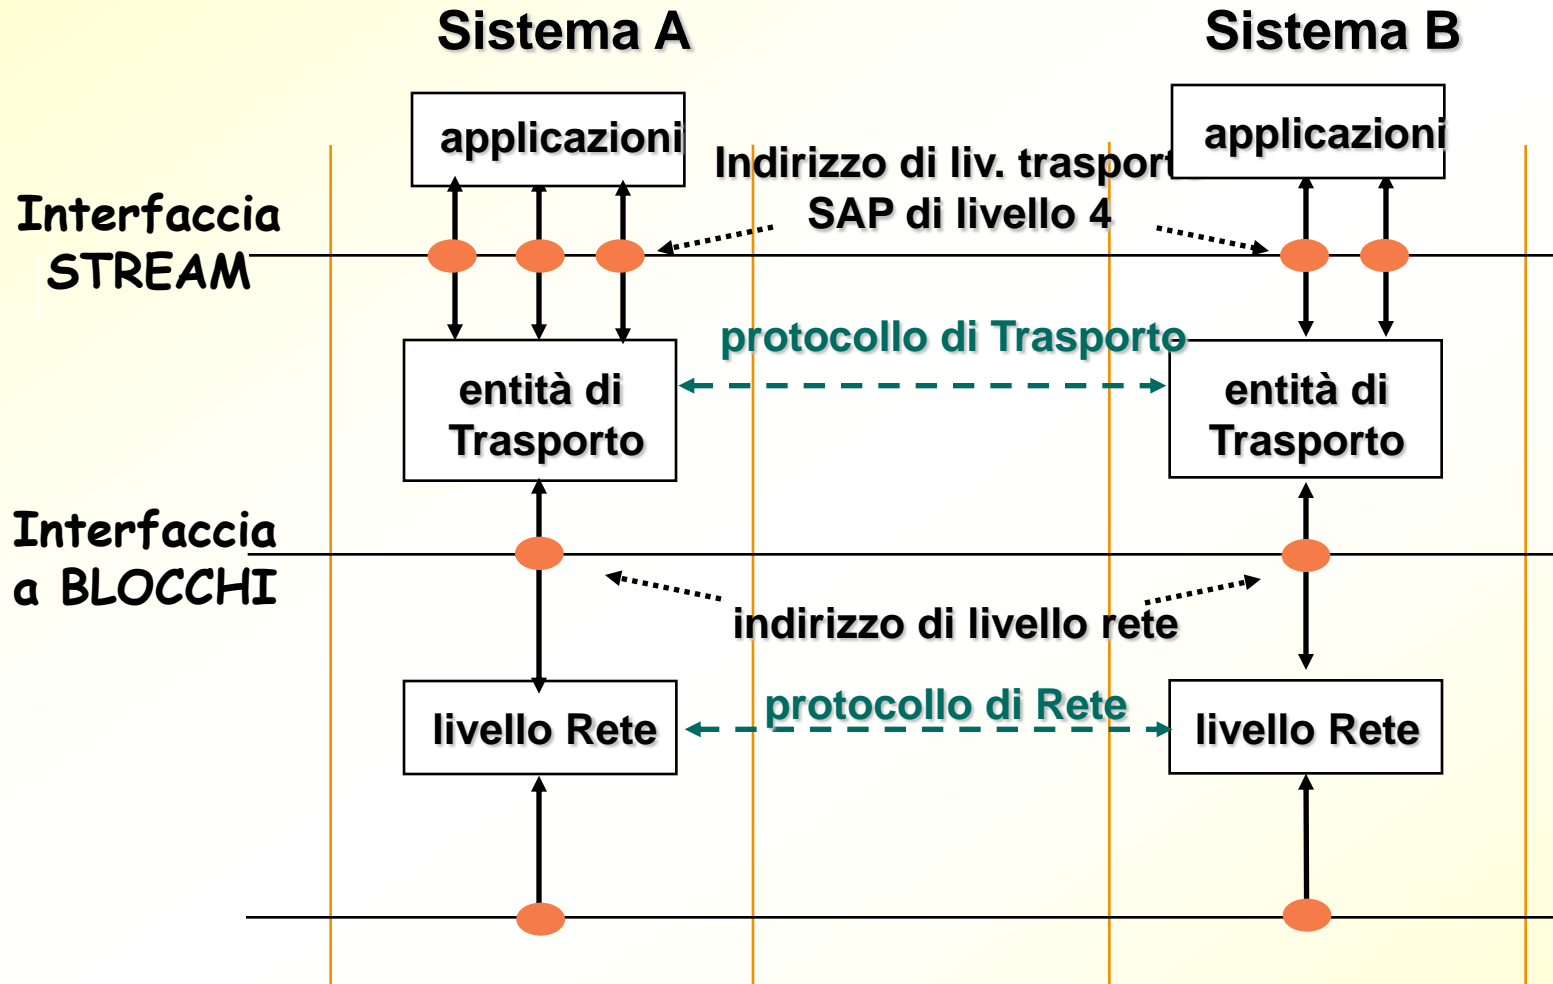 Sistema A
Sistema B
applicazioni
applicazioni
Indirizzo di liv. trasport
SAP di livello 4
Interfaccia
STREAM
protocollo di Trasporto
entità di
Trasporto
entità di
Trasporto
Interfaccia
a BLOCCHI
indirizzo di livello rete
protocollo di Rete
livello Rete
livello Rete